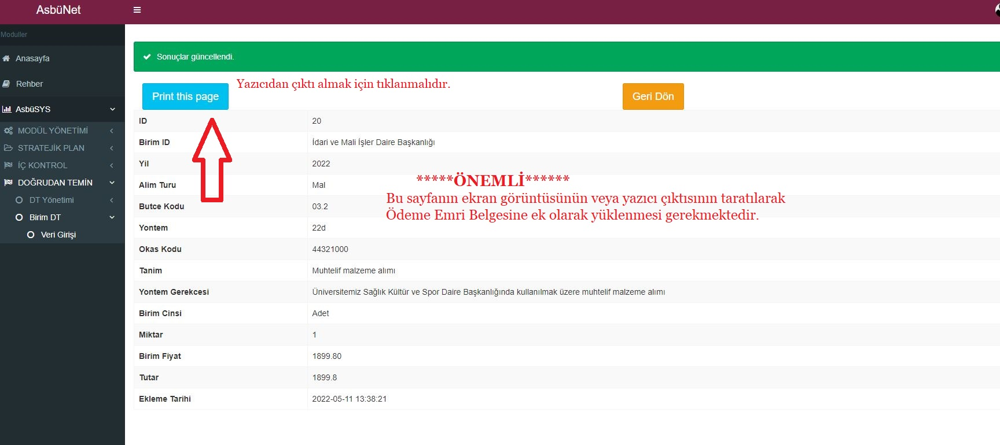 AsbüNet
Moduller
Anasayfa
Rehber
AsbüSYS
MODÜL YÖNETİMİ
STRATEJİK PLAN
İÇ KONTROL
DOĞRUDAN TEMİN
DT Yönetimi
Birim DT
Veri Girişi
Sonuçlar güncellendi.
Print this page
Yazıcıdan çıktı almak için tıklanmalıdır.
Geri Dön
ID 20
Birim ID İdari ve Mali İşler Daire Başkanlığı
Yil 2022
Alim Turu Mal
Butce Kodu 03.2
Yontem 22d
Okas Kodu 44321000
Tanim Muhtelif malzeme alımı
Yontem Gerekcesi Üniversitemiz Sağlık Kültür ve Spor Daire Başkanlığında kullanılmak üzere muhtelif malzeme alımı
Birim Cinsi Adet
Miktar 1
Birim Fiyat 1899.80
Tutar 1899.8
Ekleme Tarihi 2022-05-11 13:38:21
*****ÖNEMLİ******
Bu sayfanın ekran görüntüsünün veya yazıcı çıktısının taratılarak
Ödeme Emri Belgesine ek olarak yüklenmesi gerekmektedir.